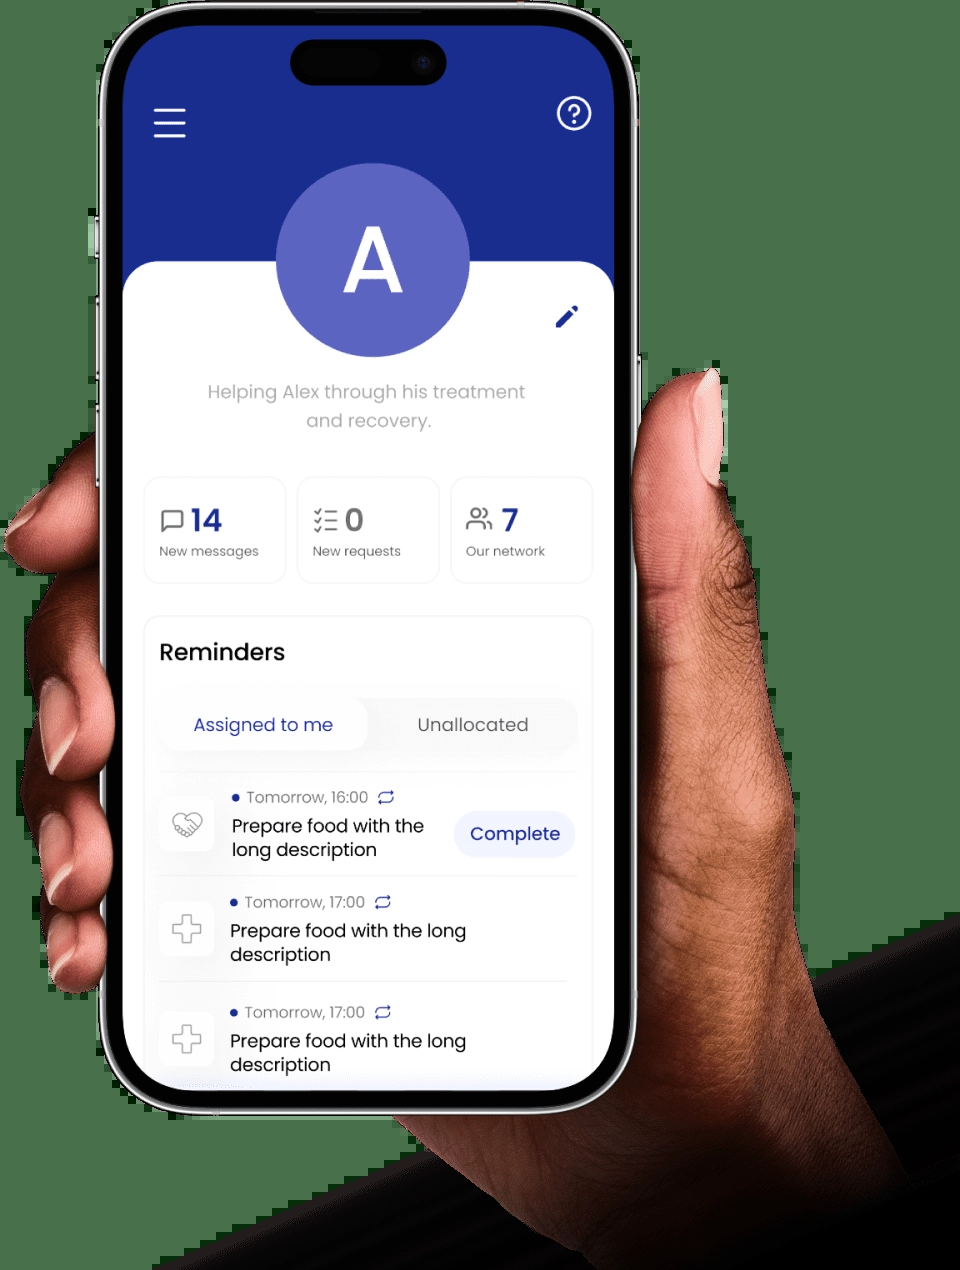 A
Helping Alex through his treatment
and recovery.
14
New messages
0
New requests
7
Our network
Reminders
Assigned to me
Unallocated
Tomorrow, 16:00
Prepare food with the
long description
Complete
Tomorrow, 17:00
Prepare food with the long
description
Tomorrow, 17:00
Prepare food with the long
description